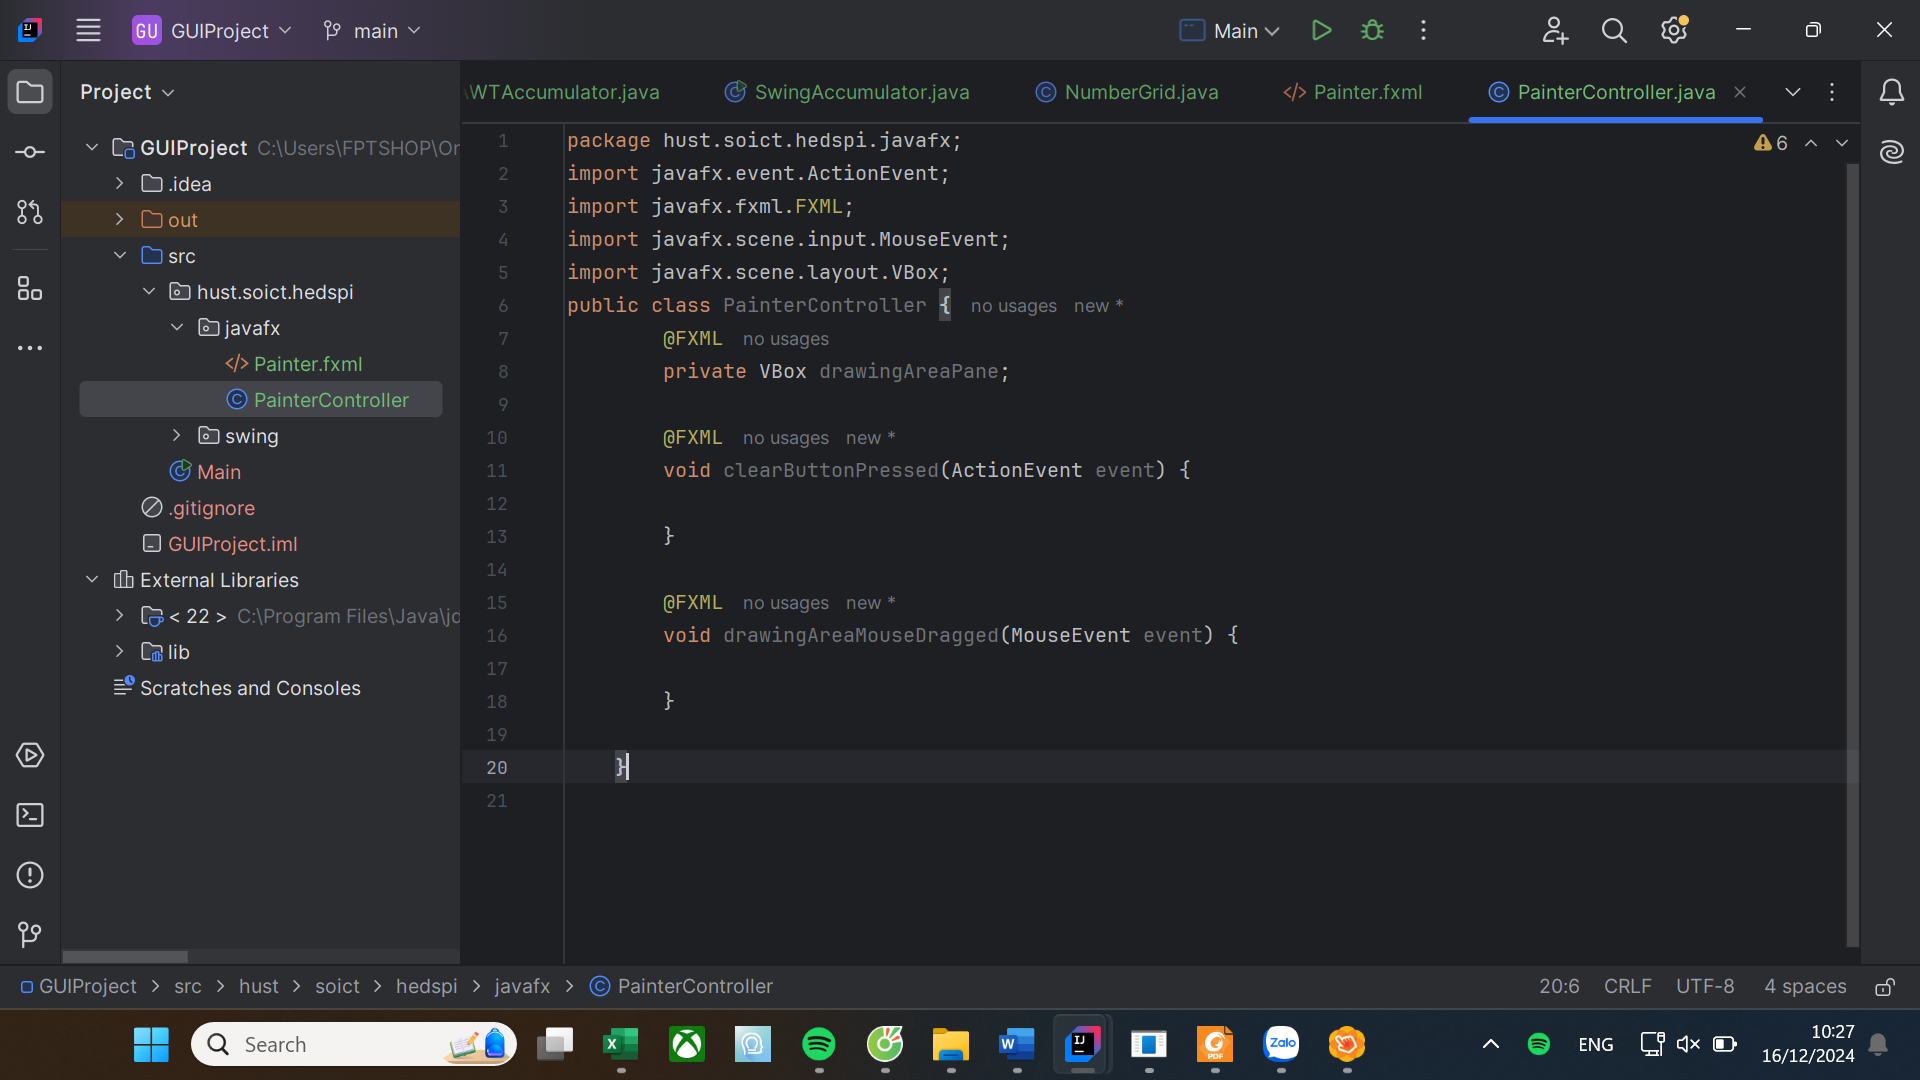 GU GUIProject main Main
Project
WTAccumulator.java SwingAccumulator.java NumberGrid.java Painter.fxml PainterController.java
GUIProject C:\Users\FPTSHOP\Or
.idea
out
src
hust.soict.hedspi
javafx
Painter.fxml
PainterController
swing
Main
.gitignore
GUIProject.iml
External Libraries
< 22 > C:\Program Files\Java\jd
lib
Scratches and Consoles
6
1 package hust.soict.hedspi.javafx;
2 import javafx.event.ActionEvent;
3 import javafx.fxml.FXML;
4 import javafx.scene.input.MouseEvent;
5 import javafx.scene.layout.VBox;
6 public class PainterController { no usages new *
7 @FXML no usages
8 private VBox drawingAreaPane;
9
10 @FXML no usages new *
11 void clearButtonPressed(ActionEvent event) {
12
13 }
14
15 @FXML no usages new *
16 void drawingAreaMouseDragged(MouseEvent event) {
17
18 }
19
20 }
21
GUIProject > src > hust > soict > hedspi > javafx > PainterController
20:6 CRLF UTF-8 4 spaces
Search
Zalo
PDF
ENG
10:27
16/12/2024